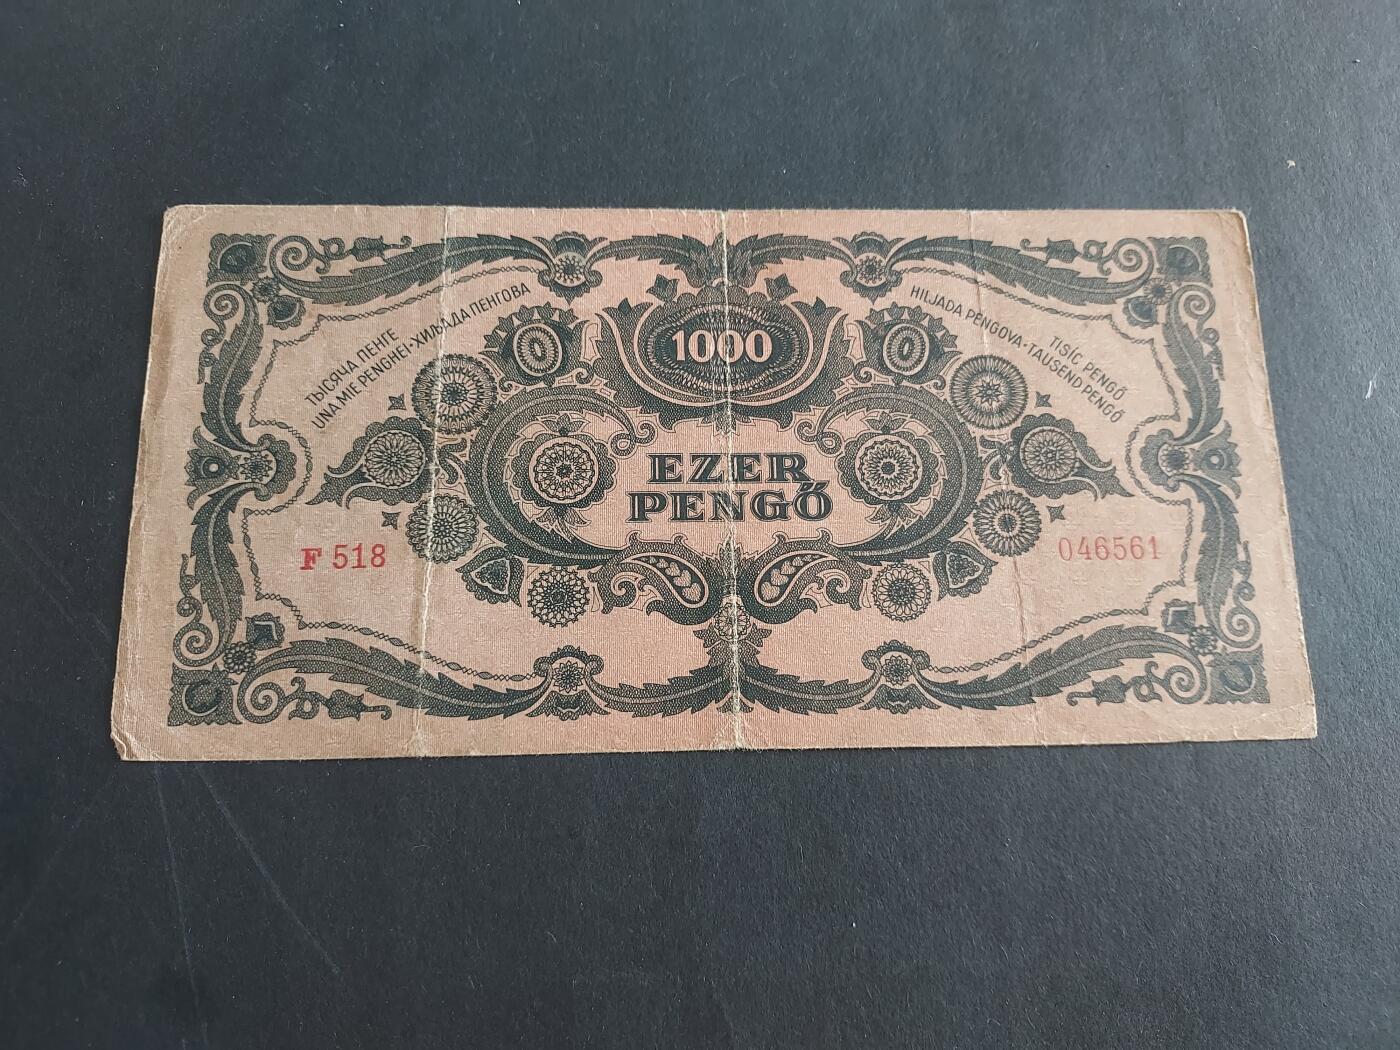 ТЫСЯЧА ПЕНГЕ
UNA MIE PENGHEI·ХИЉАДА ПЕНГОВА
1000
HILJADA PENGOVA·TAUSEND PENGŐ
TISÍC PENGŐ
EZER
PENGŐ
F 518
046561